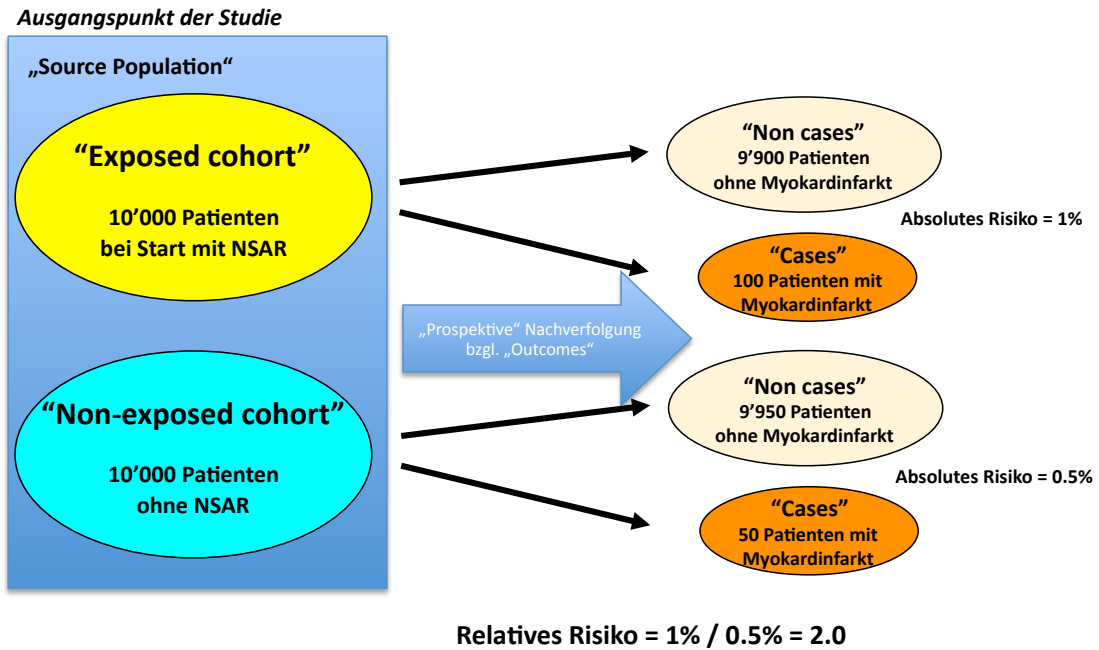 Ausgangspunkt der Studie
„Source Population“
“Exposed cohort”
10’000 Patienten
bei Start mit NSAR
“Non-exposed cohort”
10’000 Patienten
ohne NSAR
„Prospektive“ Nachverfolgung
bzgl. „Outcomes“
“Non cases”
9’900 Patienten
ohne Myokardinfarkt
Absolutes Risiko = 1%
“Cases”
100 Patienten mit
Myokardinfarkt
“Non cases”
9’950 Patienten
ohne Myokardinfarkt
Absolutes Risiko = 0.5%
“Cases”
50 Patienten mit
Myokardinfarkt
Relatives Risiko = 1% / 0.5% = 2.0